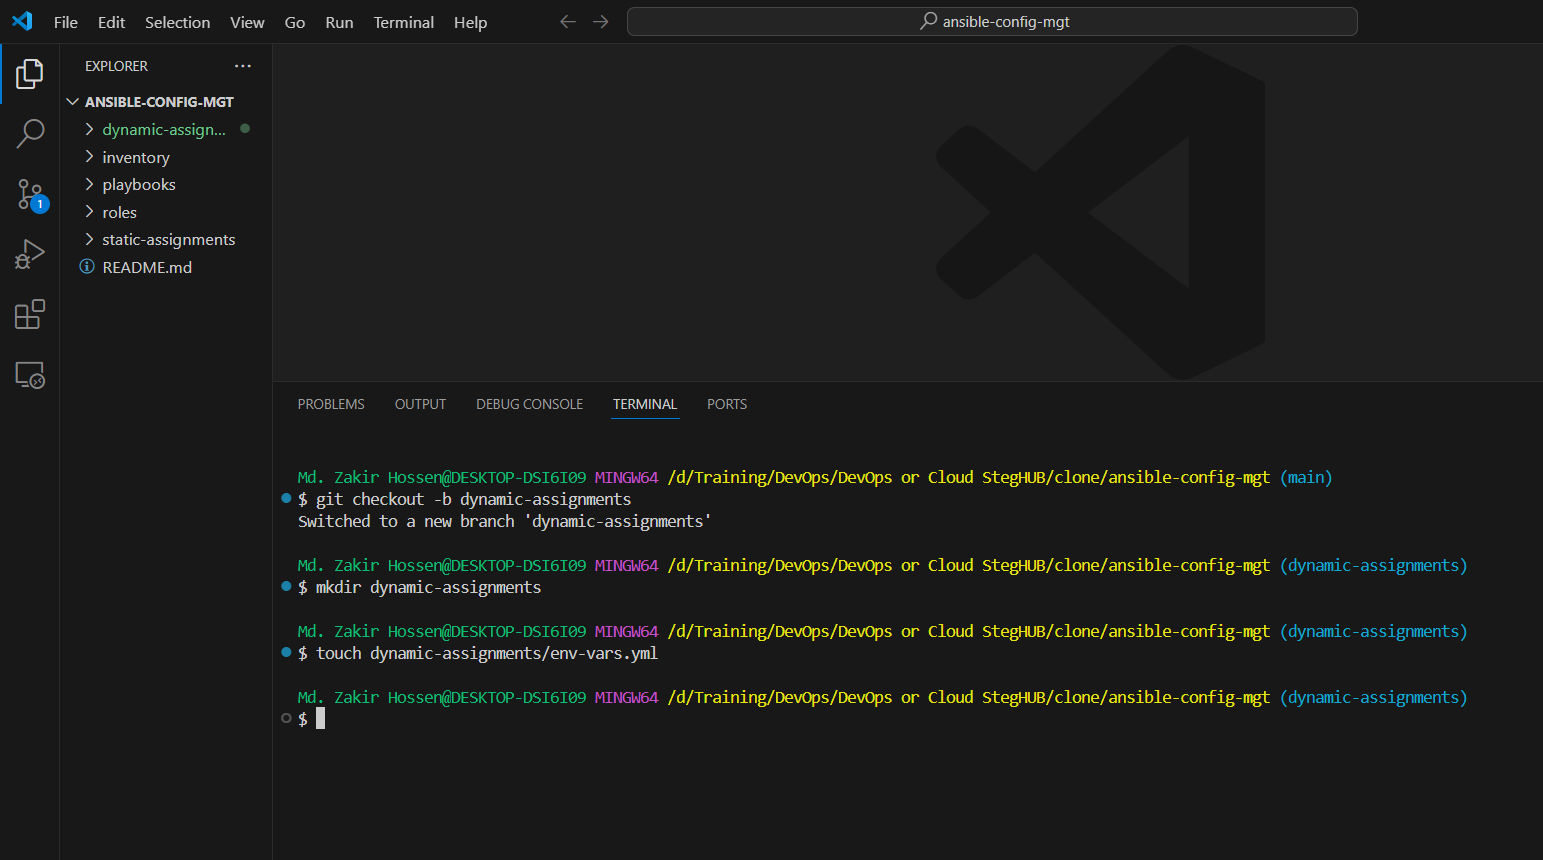 File Edit Selection View Go Run Terminal Help
ansible-config-mgt
EXPLORER
ANSIBLE-CONFIG-MGT
dynamic-assign...
inventory
playbooks
1
roles
static-assignments
README.md
PROBLEMS OUTPUT DEBUG CONSOLE TERMINAL PORTS
Md. Zakir Hossen@DESKTOP-DSI6I09 MINGW64 /d/Training/DevOps/DevOps or Cloud StegHUB/clone/ansible-config-mgt (main)
$ git checkout -b dynamic-assignments
Switched to a new branch 'dynamic-assignments'
Md. Zakir Hossen@DESKTOP-DSI6I09 MINGW64 /d/Training/DevOps/DevOps or Cloud StegHUB/clone/ansible-config-mgt (dynamic-assignments)
$ mkdir dynamic-assignments
Md. Zakir Hossen@DESKTOP-DSI6I09 MINGW64 /d/Training/DevOps/DevOps or Cloud StegHUB/clone/ansible-config-mgt (dynamic-assignments)
$ touch dynamic-assignments/env-vars.yml
Md. Zakir Hossen@DESKTOP-DSI6I09 MINGW64 /d/Training/DevOps/DevOps or Cloud StegHUB/clone/ansible-config-mgt (dynamic-assignments)
$